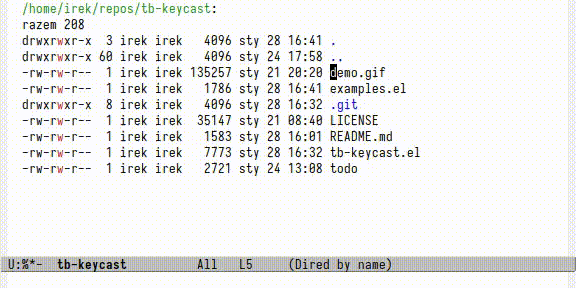 /home/irek/repos/tb-keycast:
razem 208
drwxrwxr-x  3 irek irek   4096 sty 28 16:41 .
drwxrwxr-x 60 irek irek   4096 sty 24 17:58 ..
-rw-rw-r--  1 irek irek 135257 sty 21 20:20 demo.gif
-rw-rw-r--  1 irek irek   1786 sty 28 16:41 examples.el
drwxrwxr-x  8 irek irek   4096 sty 28 16:32 .git
-rw-rw-r--  1 irek irek  35147 sty 21 08:40 LICENSE
-rw-rw-r--  1 irek irek   1583 sty 28 16:01 README.md
-rw-rw-r--  1 irek irek   7773 sty 28 16:32 tb-keycast.el
-rw-rw-r--  1 irek irek   2721 sty 24 13:08 todo
U:%*-  tb-keycast          All   L5     (Dired by name)